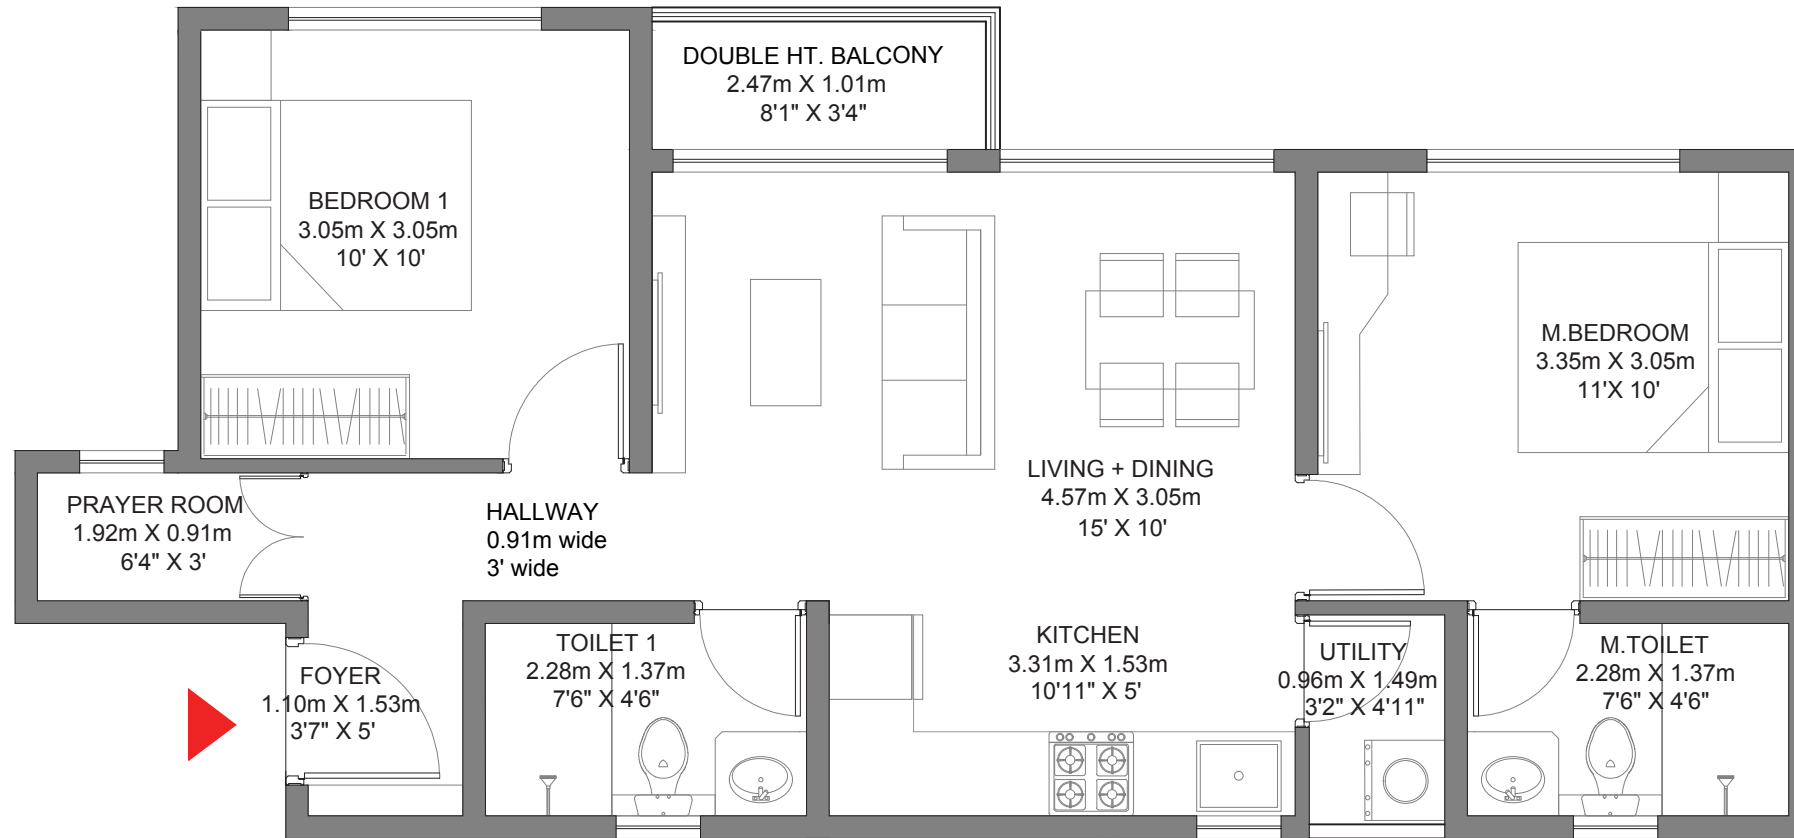 DOUBLE HT. BALCONY
2.47m X 1.01m
8'1" X 3'4"
BEDROOM 1
3.05m X 3.05m
10' X 10'
M.BEDROOM
3.35m X 3.05m
11'X 10'
LIVING + DINING
4.57m X 3.05m
15' X 10'
PRAYER ROOM
1.92m X 0.91m
6'4" X 3'
HALLWAY
0.91m wide
3' wide
FOYER
1.10m X 1.53m
3'7" X 5'
TOILET 1
2.28m X 1.37m
7'6" X 4'6"
KITCHEN
3.31m X 1.53m
10'11" X 5'
UTILITY
0.96m X 1.49m
3'2" X 4'11"
M.TOILET
2.28m X 1.37m
7'6" X 4'6"